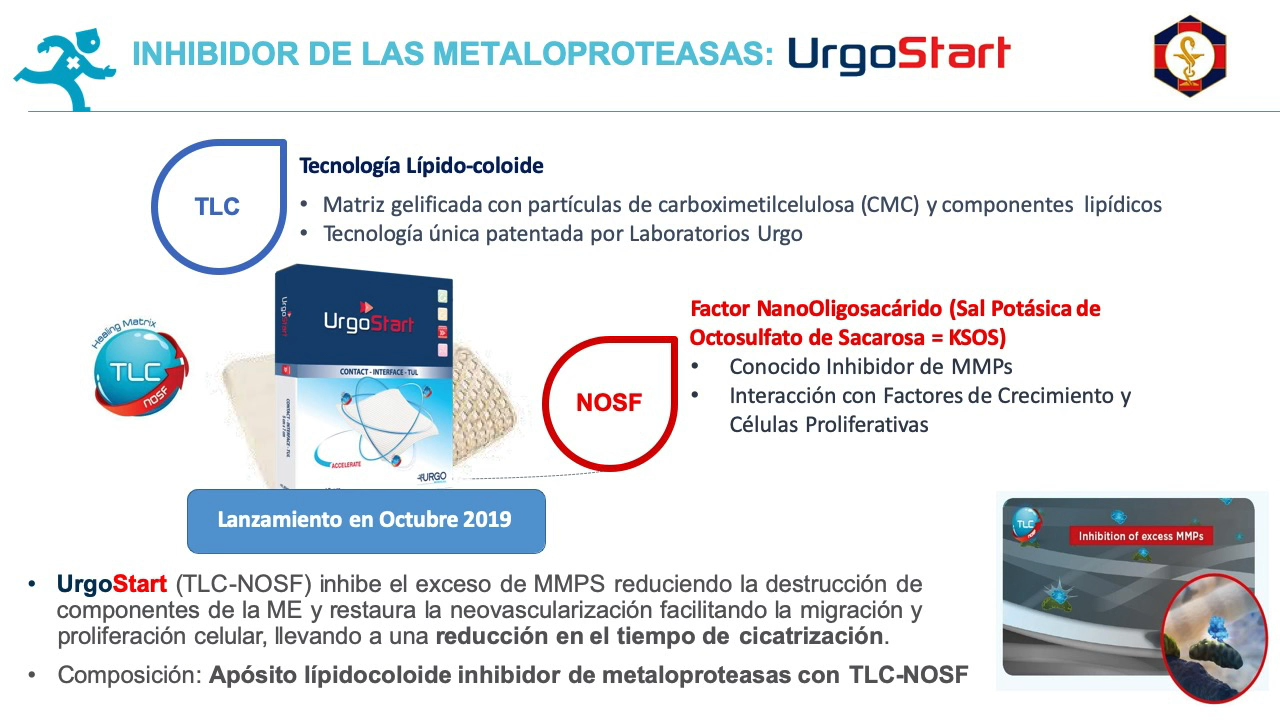 INHIBIDOR DE LAS METALOPROTEASAS: UrgoStart
TLC
Tecnología Lípido-coloide
• Matriz gelificada con partículas de carboximetilcelulosa (CMC) y componentes lipídicos
• Tecnología única patentada por Laboratorios Urgo
Healing Matrix
TLC
NOSF
UrgoStart
UrgoStart
CONTACT - INTERFACE - TUL
CONTACT - INTERFACE - TUL
ACCELERATE
URGO
NOSF
Factor NanoOligosacárido (Sal Potásica de
Octosulfato de Sacarosa = KSOS)
• Conocido Inhibidor de MMPs
• Interacción con Factores de Crecimiento y
Células Proliferativas
Lanzamiento en Octubre 2019
TLC
Inhibition of excess MMPs
• UrgoStart (TLC-NOSF) inhibe el exceso de MMPS reduciendo la destrucción de
componentes de la ME y restaura la neovascularización facilitando la migración y
proliferación celular, llevando a una reducción en el tiempo de cicatrización.
• Composición: Apósito lípidocoloide inhibidor de metaloproteasas con TLC-NOSF